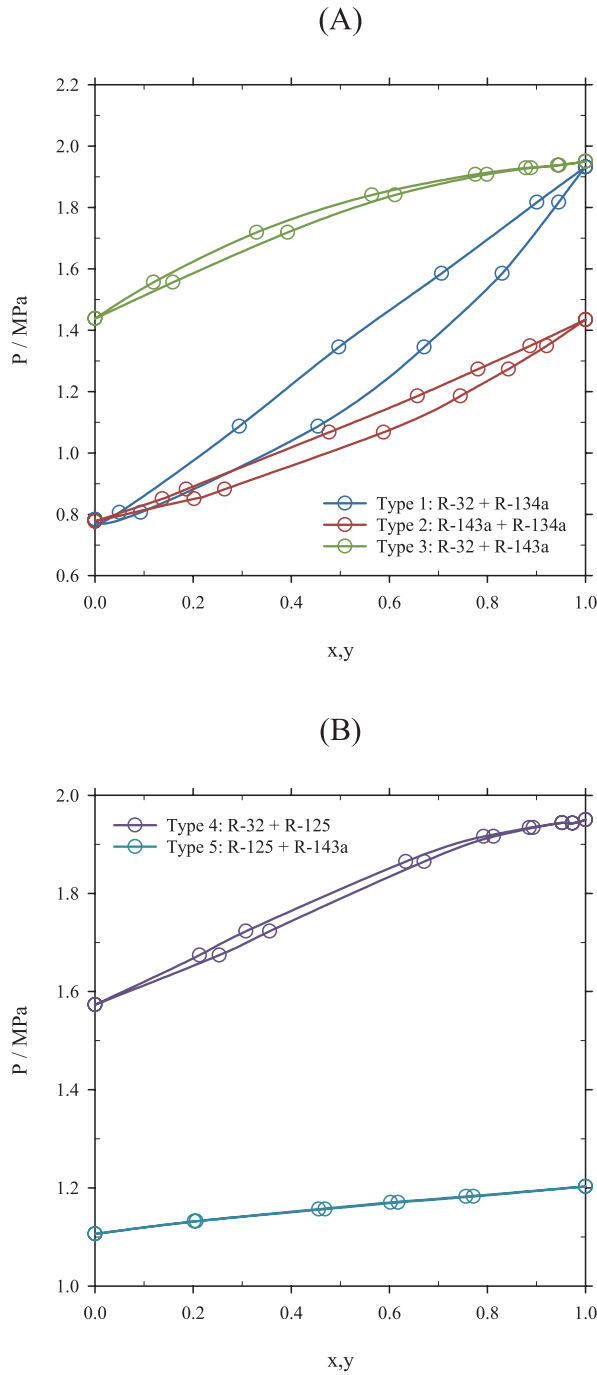 (A)
2.2
2.0
1.8
1.6
1.4
1.2
1.0
0.8
0.6
P / MPa
Type 1: R-32 + R-134a
Type 2: R-143a + R-134a
Type 3: R-32 + R-143a
0.0 0.2 0.4 0.6 0.8 1.0
x,y
(B)
2.0
1.8
1.6
1.4
1.2
1.0
P / MPa
Type 4: R-32 + R-125
Type 5: R-125 + R-143a
0.0 0.2 0.4 0.6 0.8 1.0
x,y